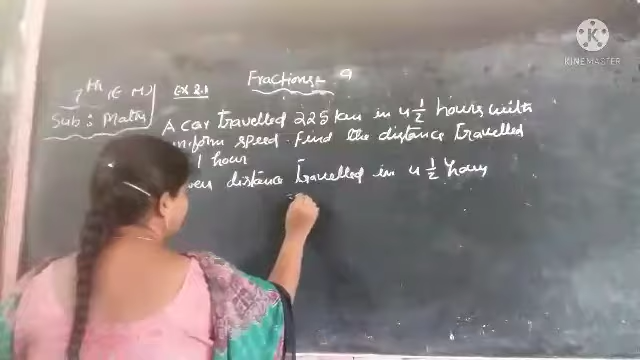 Fractions - 9
7th (E M)
Sub: Maths
Ex 2.1
A car travelled 225 km in 4 1/2 hours with
uniform speed. Find the distance travelled
1 hour
distance travelled in 4 1/2 hours
=
KINEMASTER